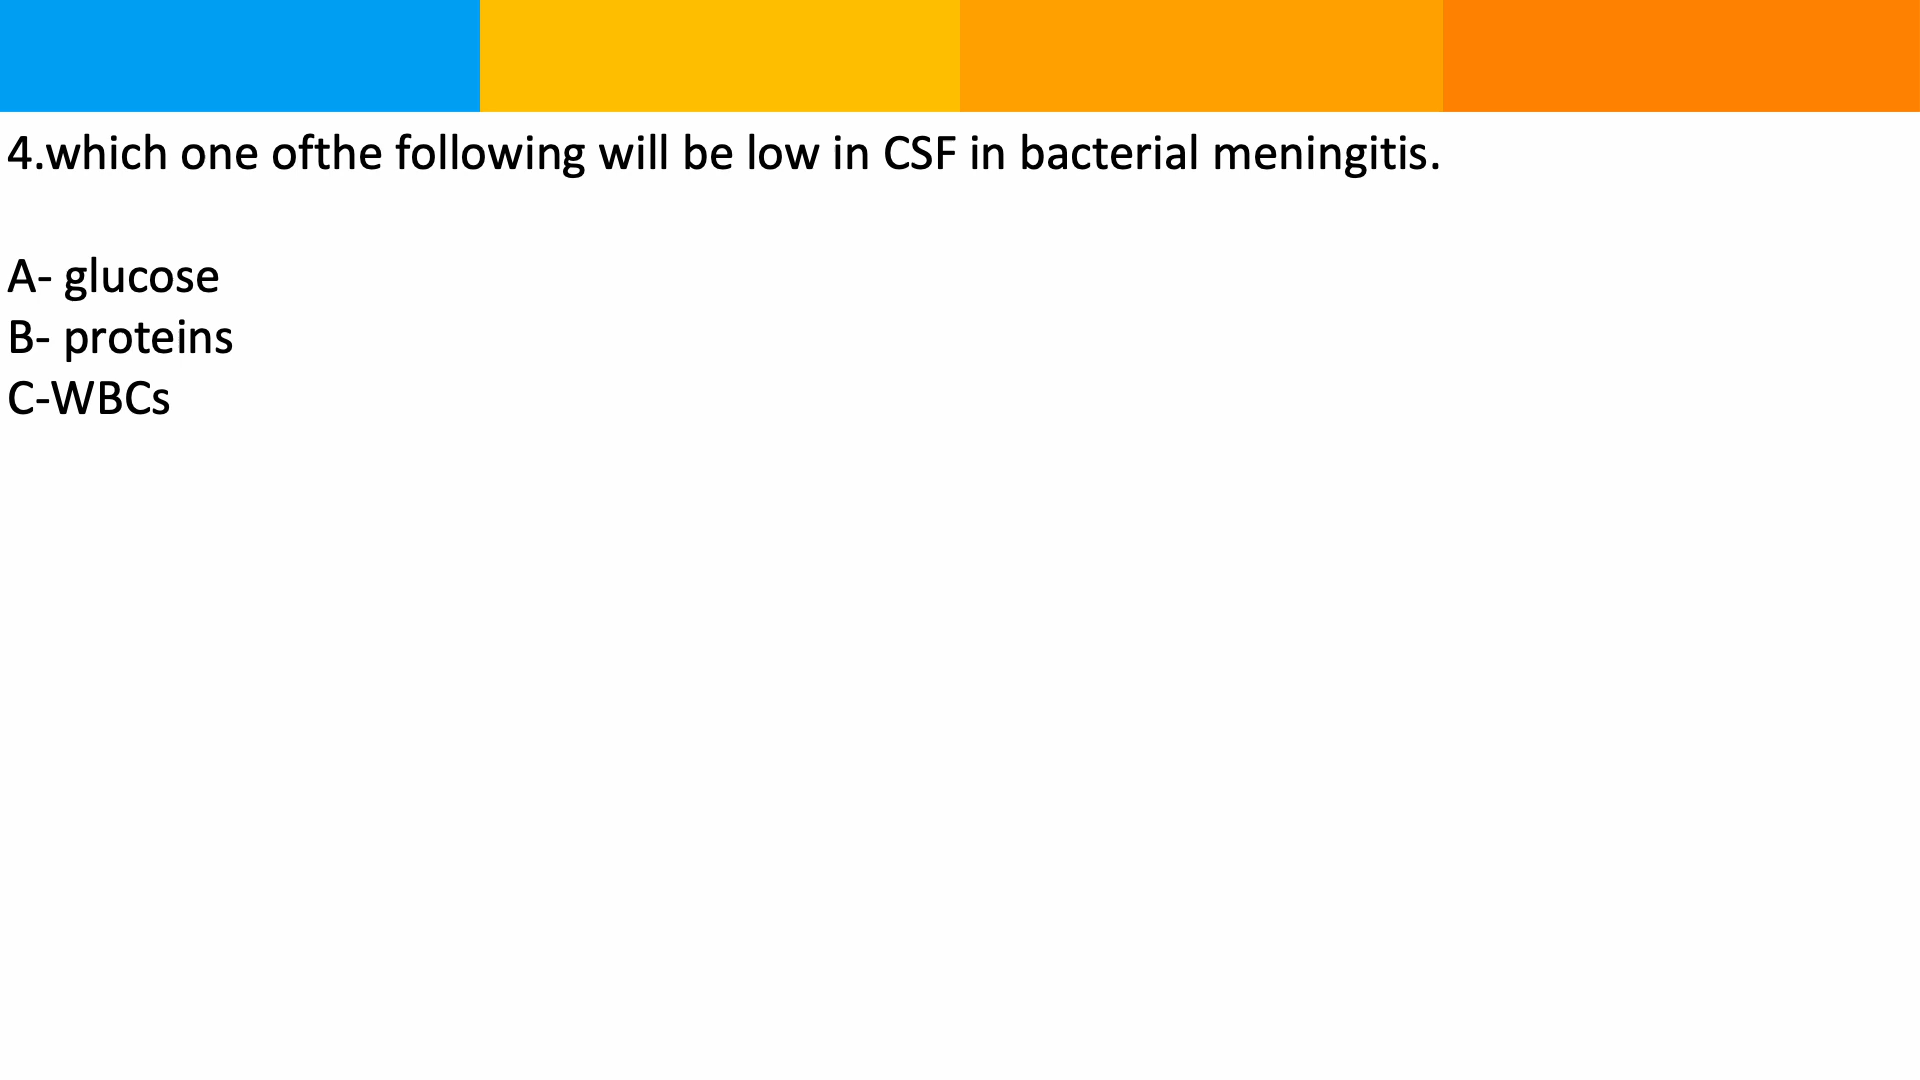 4.which one ofthe following will be low in CSF in bacterial meningitis.
A- glucose
B- proteins
C-WBCs